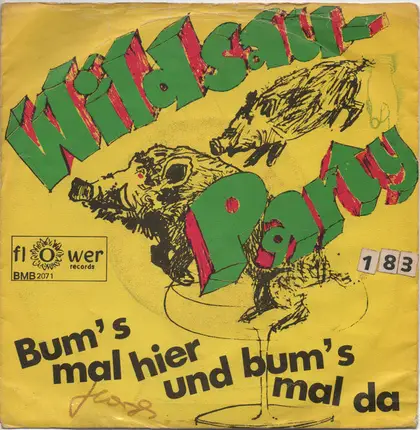 Wildsau-
Party
flower
records
BMB 2071
183
Bum's
mal hier
und bum's
mal da